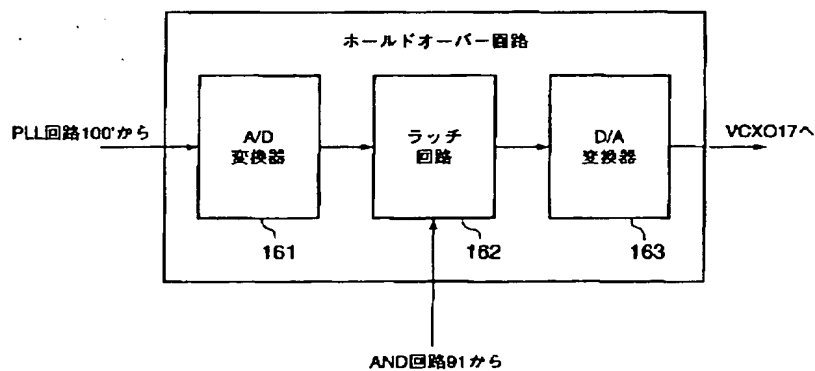 ホールドオーバー回路
PLL回路100'から
A/D
変換器
ラッチ
回路
D/A
変換器
VCXO17へ
161
162
163
AND回路91から